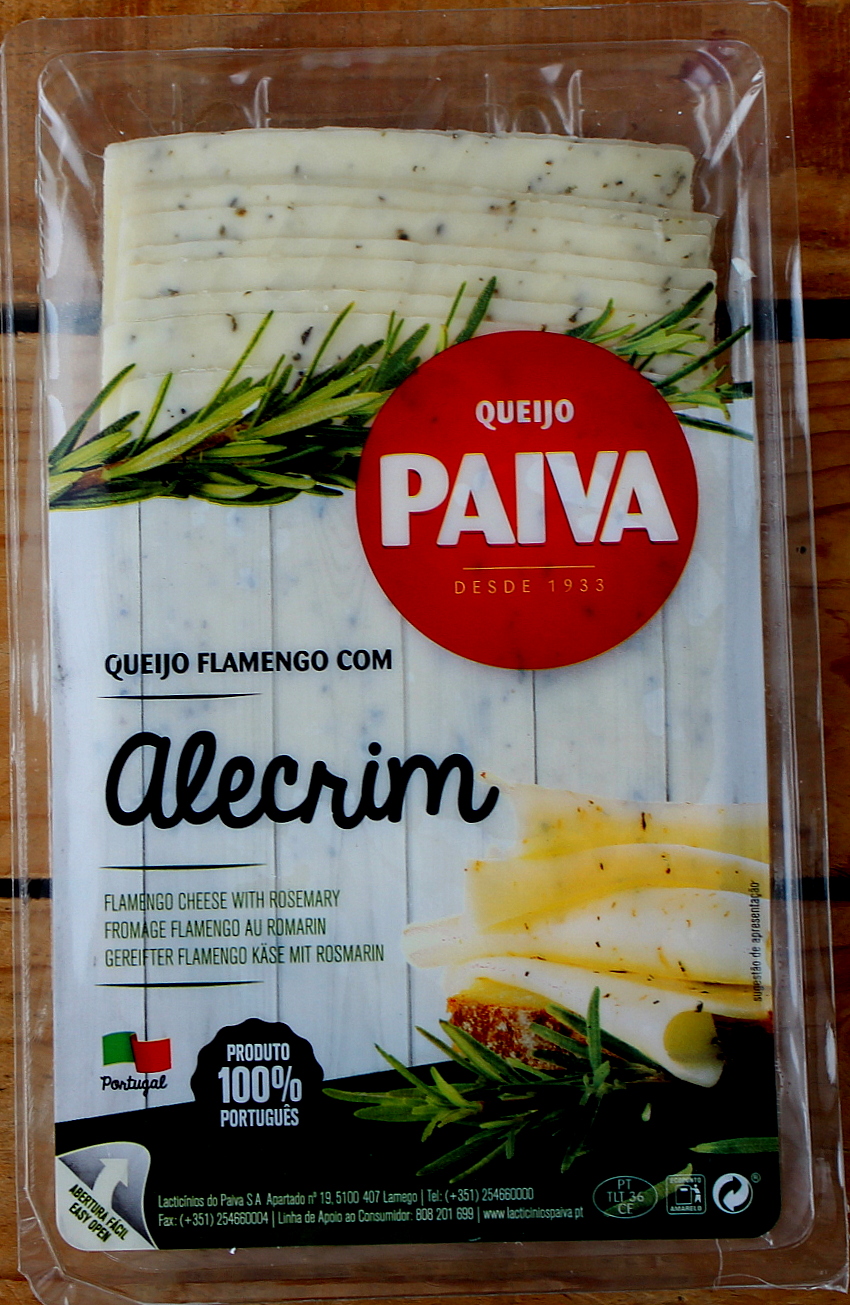 QUEIJO
PAIVA
DESDE 1933
QUEIJO FLAMENGO COM
Alecrim
FLAMENGO CHEESE WITH ROSEMARY
FROMAGE FLAMENGO AU ROMARIN
GEREIFTER FLAMENGO KÄSE MIT ROSMARIN
sugestão de apresentação
Portugal
PRODUTO
100%
PORTUGUÊS
ABERTURA FÁCIL
EASY OPEN
Lacticínios do Paiva S A Apartado nº 19, 5100 407 Lamego | Tel: (+351) 254660000
Fax: (+351) 254660004 | Linha de Apoio ao Consumidor: 808 201 699 | www.lacticiniospaiva.pt
PT
TLT 36
CE
ECOPONTO
AMARELO
®